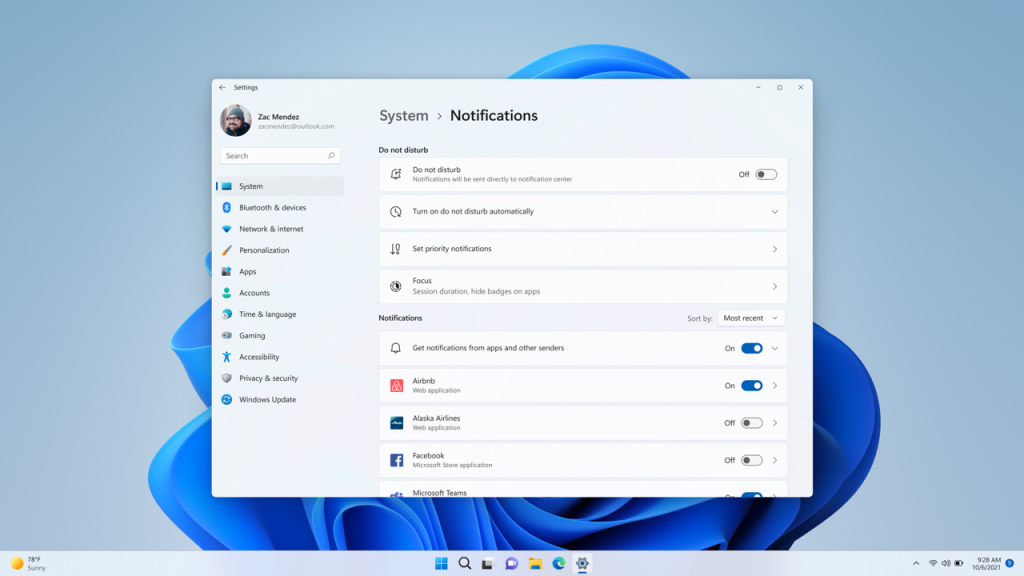 Settings
Zac Mendez
zacmendez@outlook.com
Search
System
Bluetooth & devices
Network & internet
Personalization
Apps
Accounts
Time & language
Gaming
Accessibility
Privacy & security
Windows Update
System › Notifications
Do not disturb
Do not disturb
Notifications will be sent directly to notification center
Off
Turn on do not disturb automatically
Set priority notifications
Focus
Session duration, hide badges on apps
Notifications
Sort by: Most recent
Get notifications from apps and other senders
On
Airbnb
Web application
On
Alaska Airlines
Web application
Off
Facebook
Microsoft Store application
Off
Microsoft Teams
On
78°F
Sunny
9:28 AM
10/6/2021